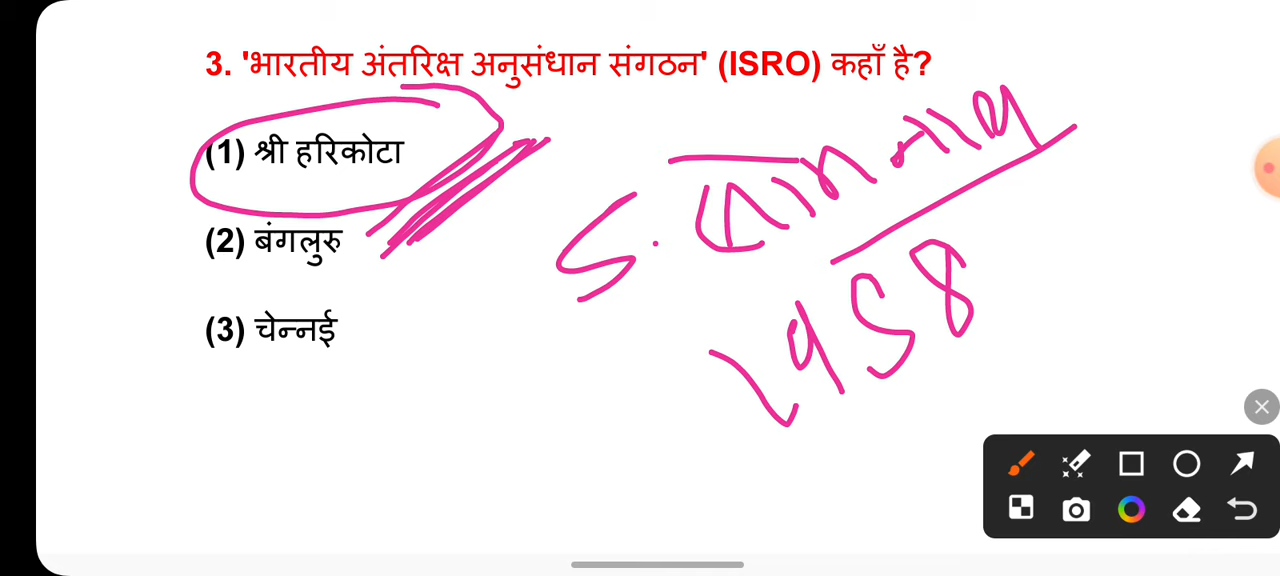 3. 'भारतीय अंतरिक्ष अनुसंधान संगठन' (ISRO) कहाँ है?
(1) श्री हरिकोटा
(2) बंगलुरु
(3) चेन्नई
S.
1958